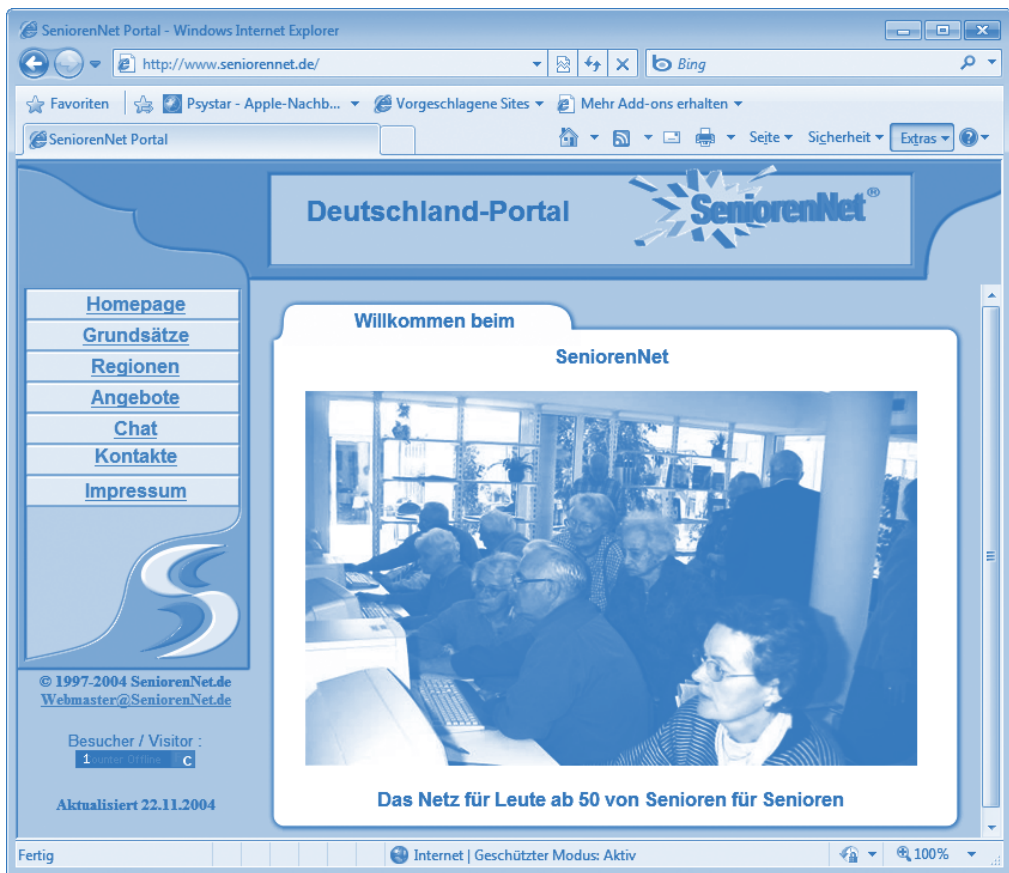 SeniorenNet Portal - Windows Internet Explorer
http://www.seniorennet.de/
Bing
Favoriten Psystar - Apple-Nachb... Vorgeschlagene Sites Mehr Add-ons erhalten
SeniorenNet Portal Seite Sicherheit Extras
Deutschland-Portal SeniorenNet®
Homepage
Grundsätze
Regionen
Angebote
Chat
Kontakte
Impressum
© 1997-2004 SeniorenNet.de
Webmaster@SeniorenNet.de
Besucher / Visitor :
1ounter Offline C
Aktualisiert 22.11.2004
Willkommen beim
SeniorenNet
Das Netz für Leute ab 50 von Senioren für Senioren
Fertig Internet | Geschützter Modus: Aktiv 100%